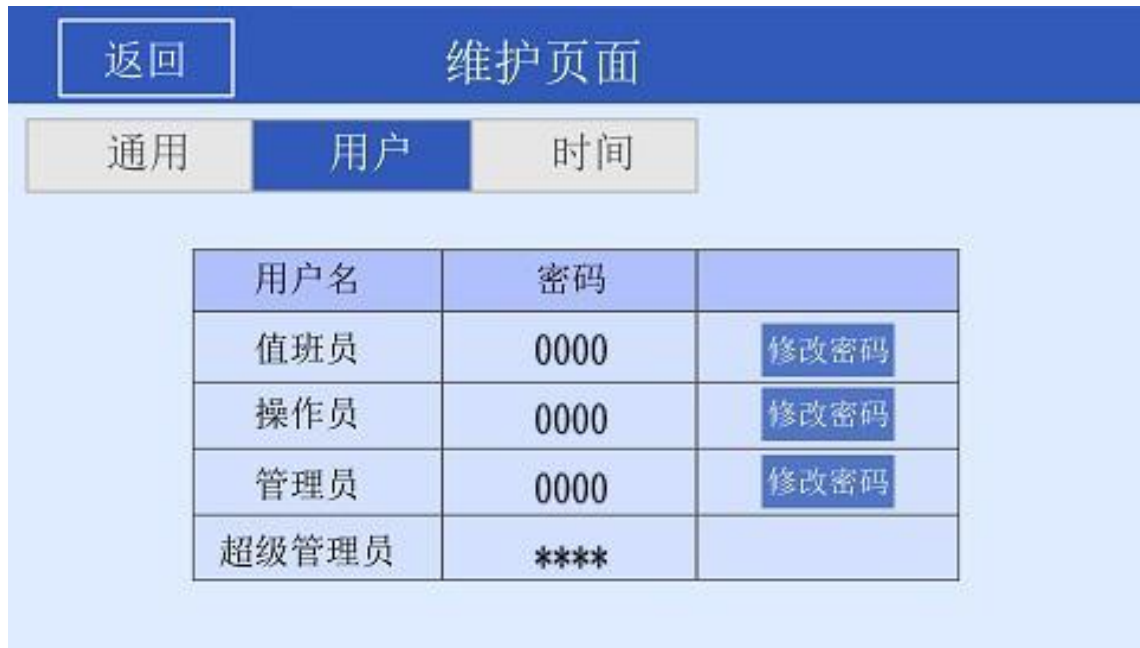 返回 维护页面
通用 用户 时间
用户名 密码
值班员 0000 修改密码
操作员 0000 修改密码
管理员 0000 修改密码
超级管理员 ****